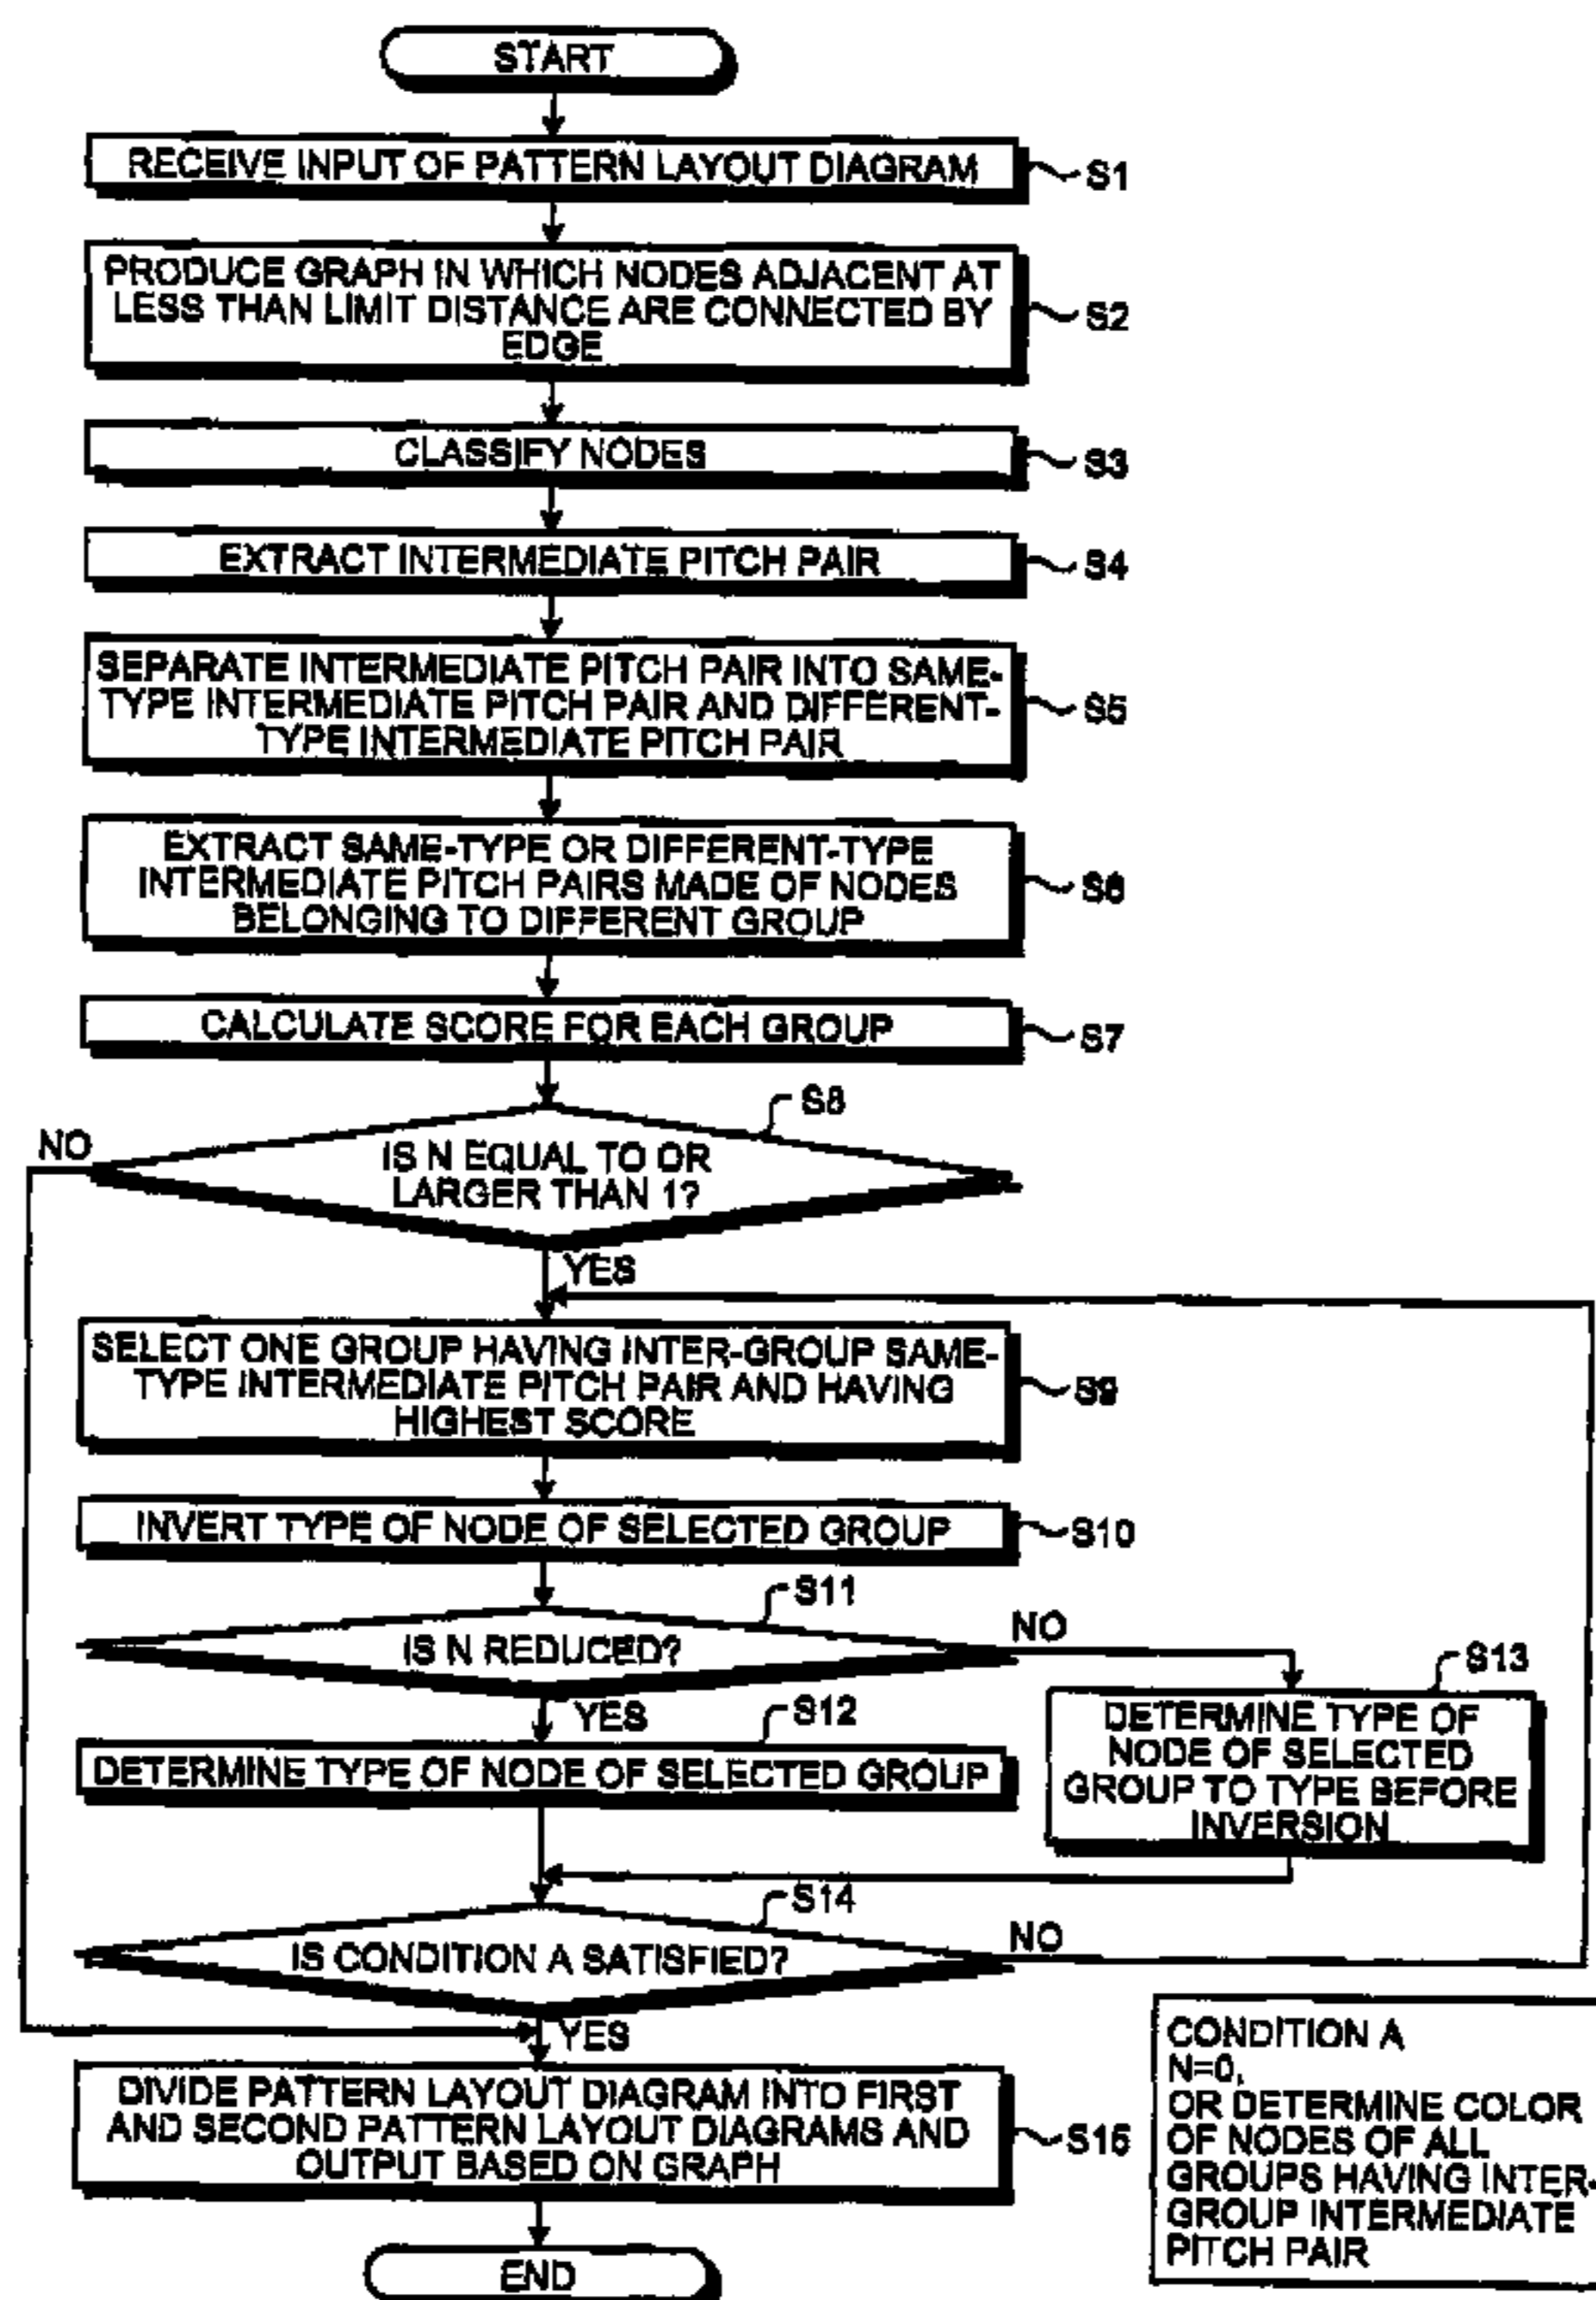 START
RECEIVE INPUT OF PATTERN LAYOUT DIAGRAM
S1
PRODUCE GRAPH IN WHICH NODES ADJACENT AT
LESS THAN LIMIT DISTANCE ARE CONNECTED BY
EDGE
S2
CLASSIFY NODES
S3
EXTRACT INTERMEDIATE PITCH PAIR
S4
SEPARATE INTERMEDIATE PITCH PAIR INTO SAME-
TYPE INTERMEDIATE PITCH PAIR AND DIFFERENT-
TYPE INTERMEDIATE PITCH PAIR
S5
EXTRACT SAME-TYPE OR DIFFERENT-TYPE
INTERMEDIATE PITCH PAIRS MADE OF NODES
BELONGING TO DIFFERENT GROUP
S6
CALCULATE SCORE FOR EACH GROUP
S7
S8
NO
IS N EQUAL TO OR
LARGER THAN 1?
YES
SELECT ONE GROUP HAVING INTER-GROUP SAME-
TYPE INTERMEDIATE PITCH PAIR AND HAVING
HIGHEST SCORE
S9
INVERT TYPE OF NODE OF SELECTED GROUP
S10
S11
IS N REDUCED?
NO
YES
S12
DETERMINE TYPE OF NODE OF SELECTED GROUP
S13
DETERMINE TYPE OF
NODE OF SELECTED
GROUP TO TYPE BEFORE
INVERSION
S14
IS CONDITION A SATISFIED?
NO
YES
DIVIDE PATTERN LAYOUT DIAGRAM INTO FIRST
AND SECOND PATTERN LAYOUT DIAGRAMS AND
OUTPUT BASED ON GRAPH
S15
END
CONDITION A
N=0,
OR DETERMINE COLOR
OF NODES OF ALL
GROUPS HAVING INTER-
GROUP INTERMEDIATE
PITCH PAIR